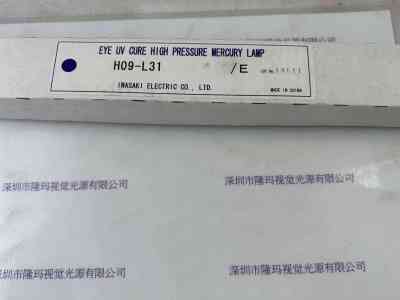 EYE UV CURE HIGH PRESSURE MERCURY LAMP
H09-L31 /E LOT No.
IWASAKI ELECTRIC CO., LTD.
MADE IN CHINA
深圳市隆玛视觉光源有限公司
深圳市隆玛视觉光源有限公司
深圳市隆玛视觉光源有限公司
深圳市隆玛视觉光源有限公司